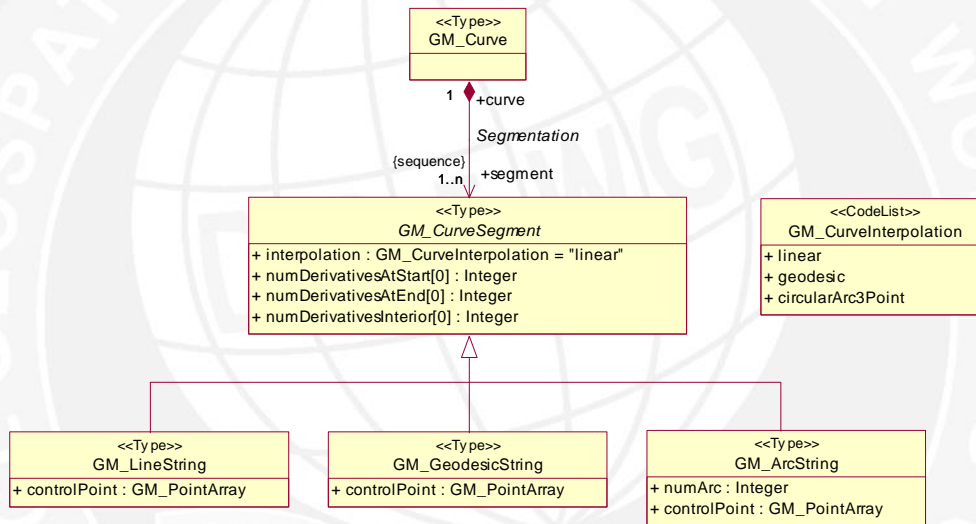 <<Type>>
GM_Curve
1
+curve
Segmentation
{sequence}
1..n
+segment
<<Type>>
GM_CurveSegment
+ interpolation : GM_CurveInterpolation = "linear"
+ numDerivativesAtStart[0] : Integer
+ numDerivativesAtEnd[0] : Integer
+ numDerivativesInterior[0] : Integer
<<CodeList>>
GM_CurveInterpolation
+ linear
+ geodesic
+ circularArc3Point
<<Type>>
GM_LineString
+ controlPoint : GM_PointArray
<<Type>>
GM_GeodesicString
+ controlPoint : GM_PointArray
<<Type>>
GM_ArcString
+ numArc : Integer
+ controlPoint : GM_PointArray